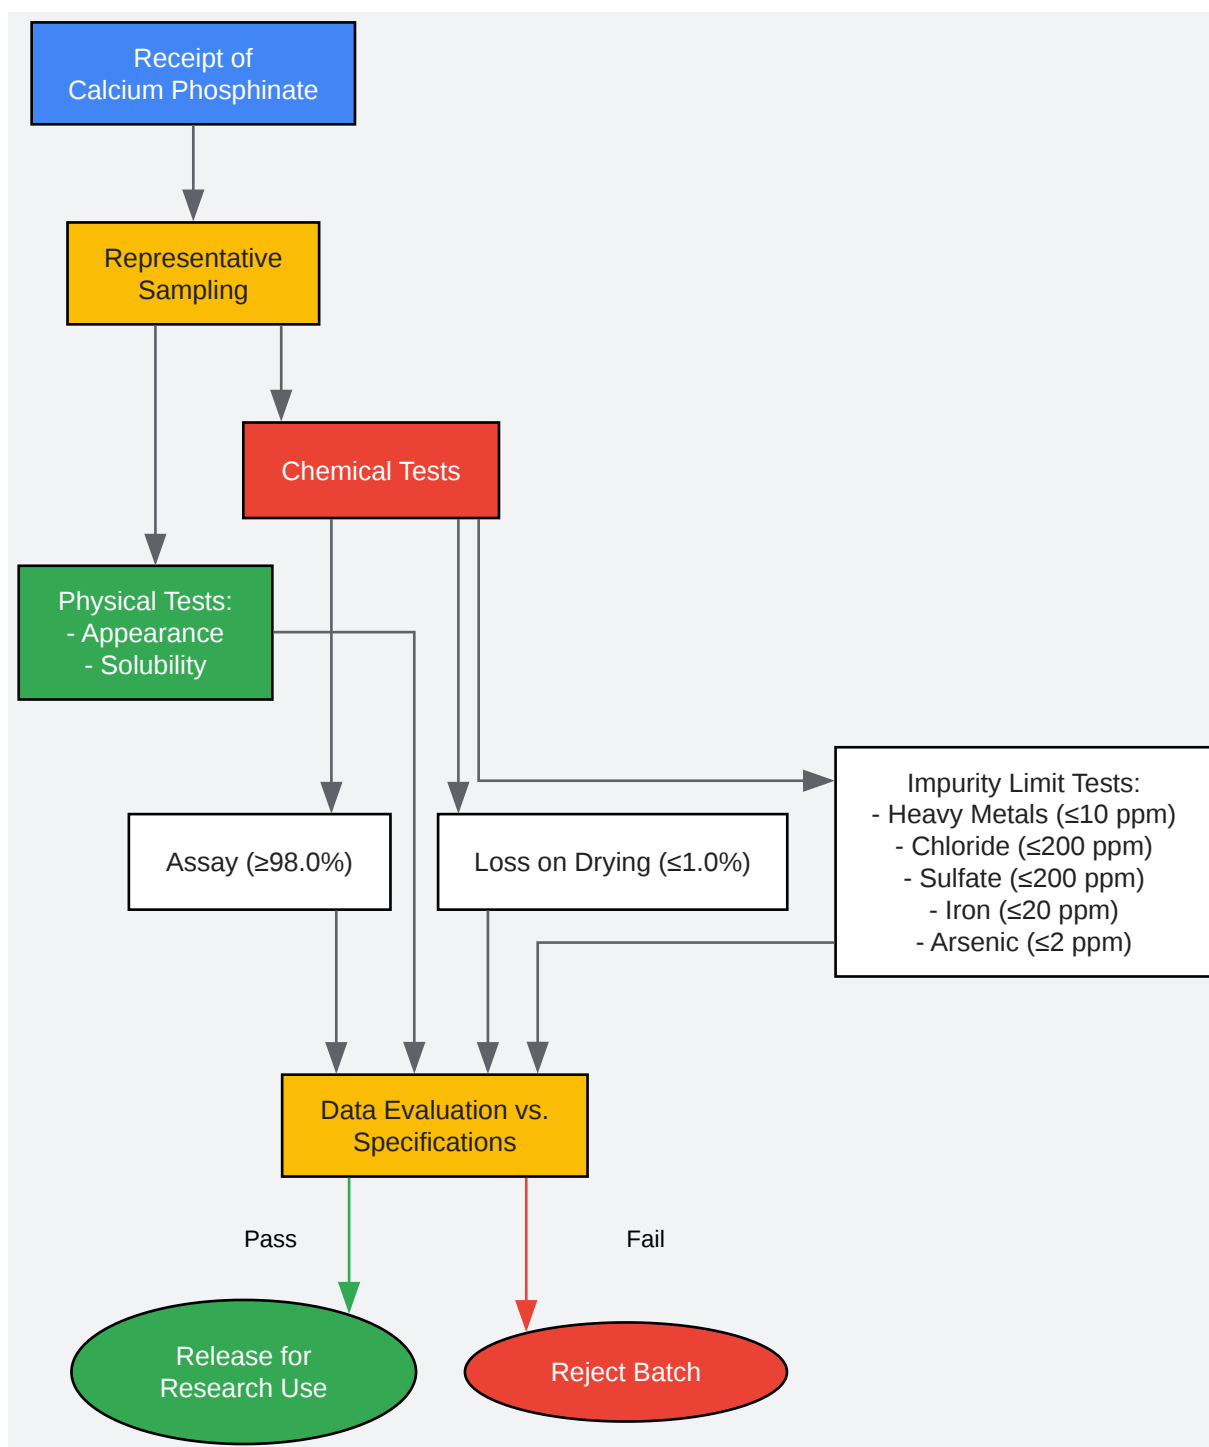 Receipt of
Calcium Phosphinate
Representative
Sampling
Chemical Tests
Physical Tests:
- Appearance
- Solubility
Impurity Limit Tests:
- Heavy Metals (≤10 ppm)
- Chloride (≤200 ppm)
- Sulfate (≤200 ppm)
- Iron (≤20 ppm)
- Arsenic (≤2 ppm)
Assay (≥98.0%)
Loss on Drying (≤1.0%)
Data Evaluation vs.
Specifications
Pass
Fail
Release for
Research Use
Reject Batch